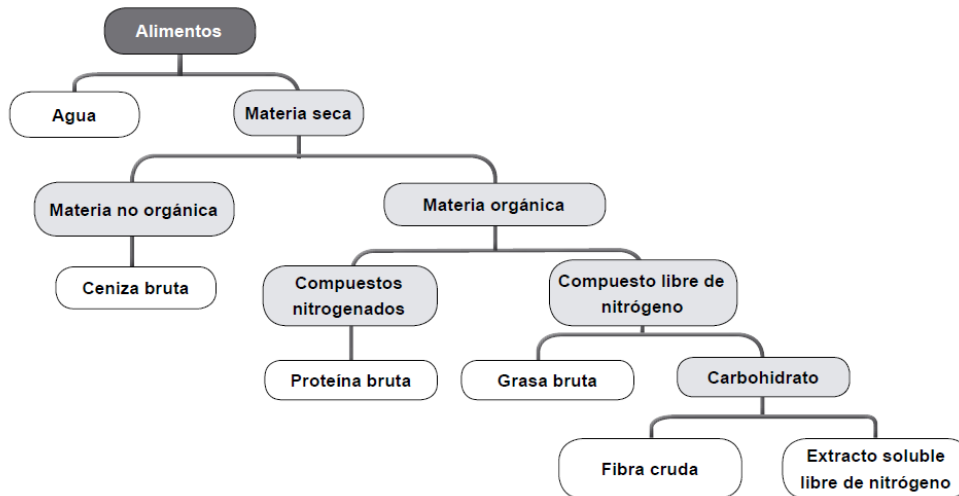 Alimentos
Agua
Materia seca
Materia no orgánica
Materia orgánica
Ceniza bruta
Compuestos
nitrogenados
Compuesto libre de
nitrógeno
Proteína bruta
Grasa bruta
Carbohidrato
Fibra cruda
Extracto soluble
libre de nitrógeno